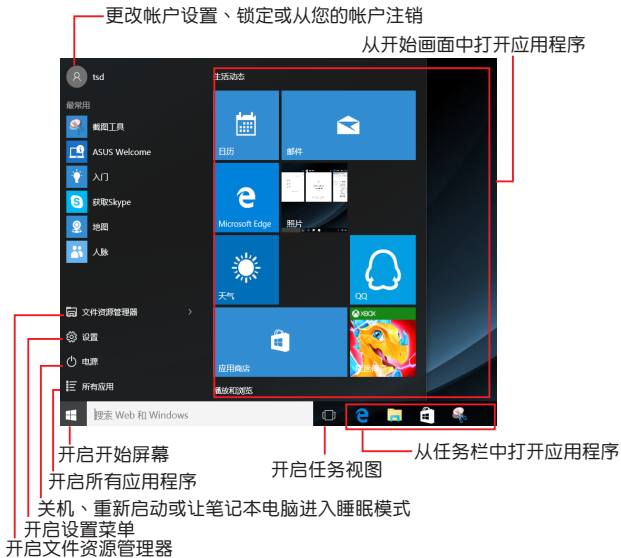 更改帐户设置、锁定或从您的帐户注销
从开始画面中打开应用程序
tsd
生活动态
最常用
截图工具
ASUS Welcome
入门
获取Skype
地图
人脉
日历
邮件
Microsoft Edge
照片
天气
QQ
XBOX
应用商店
播放和浏览
文件资源管理器
设置
电源
所有应用
搜索 Web 和 Windows
开启开始屏幕
开启任务视图
从任务栏中打开应用程序
开启所有应用程序
关机、重新启动或让笔记本电脑进入睡眠模式
开启设置菜单
开启文件资源管理器